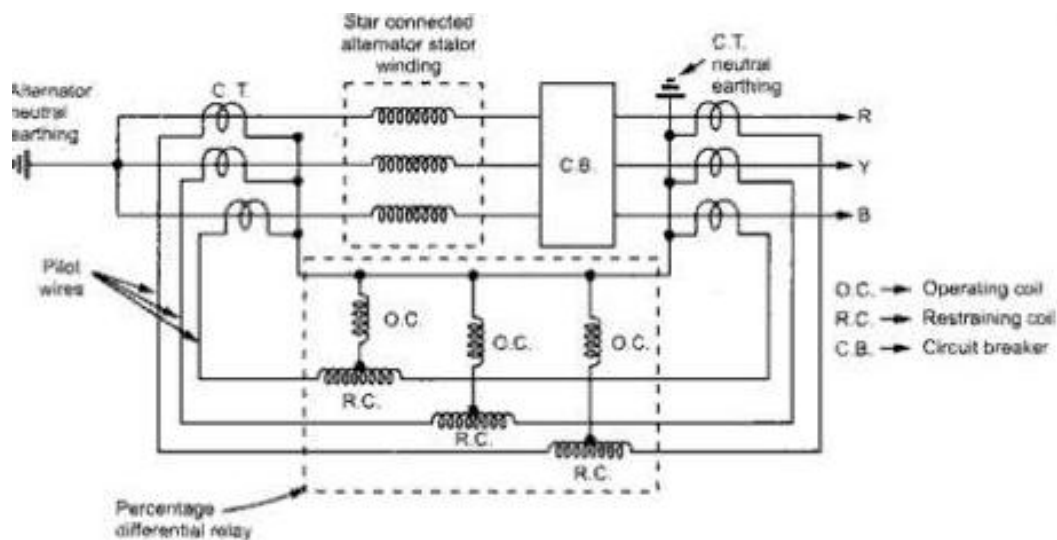 Star connected
alternator stator
winding
C.T.
neutral
earthing
Alternator
neutral
earthing
C. T.
R
Y
B
C.B.
Pilot
wires
O.C.
O.C.
O.C.
R.C.
R.C.
R.C.
O.C. → Operating coil
R.C. → Restraining coil
C.B. → Circuit breaker
Percentage
differential relay